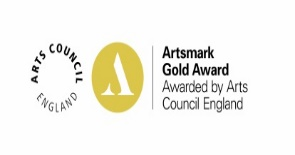 ARTS COUNCIL
ENGLAND
A
Artsmark
Gold Award
Awarded by Arts
Council England